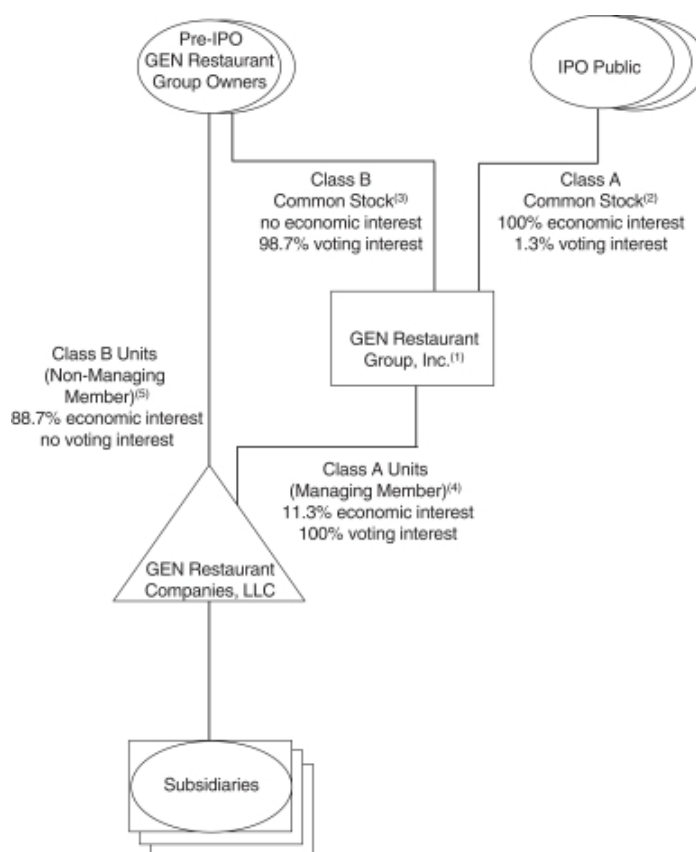 Pre-IPO
GEN Restaurant
Group Owners
IPO Public
Class B
Common Stock(3)
no economic interest
98.7% voting interest
Class A
Common Stock(2)
100% economic interest
1.3% voting interest
GEN Restaurant
Group, Inc.(1)
Class B Units
(Non-Managing
Member)(5)
88.7% economic interest
no voting interest
Class A Units
(Managing Member)(4)
11.3% economic interest
100% voting interest
GEN Restaurant
Companies, LLC
Subsidiaries